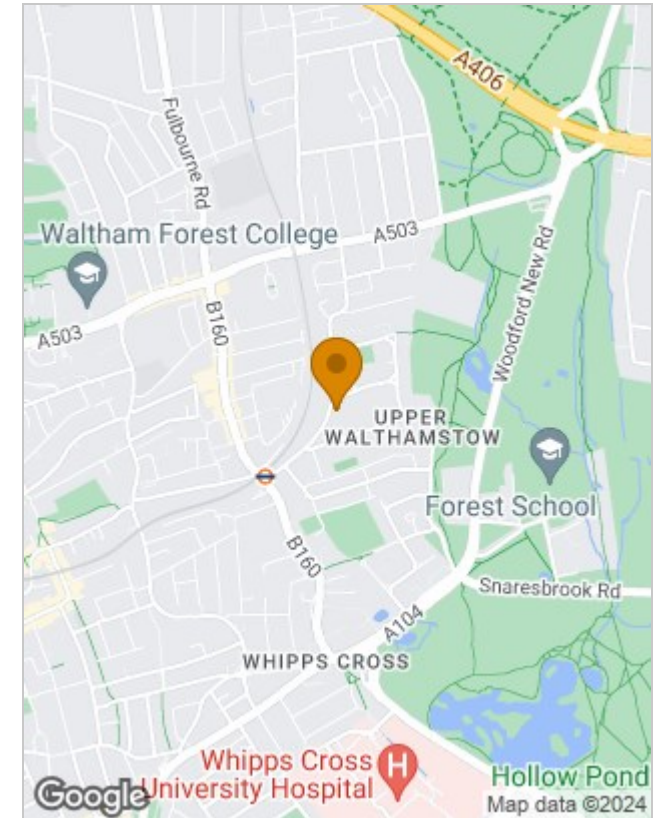 A406
Fulbourne Rd
Waltham Forest College
A503
A503
B160
Woodford New Rd
UPPER
WALTHAMSTOW
Forest School
B160
Snaresbrook Rd
A104
WHIPPS CROSS
Whipps Cross
University Hospital
H
Hollow Pond
Google
Map data ©2024